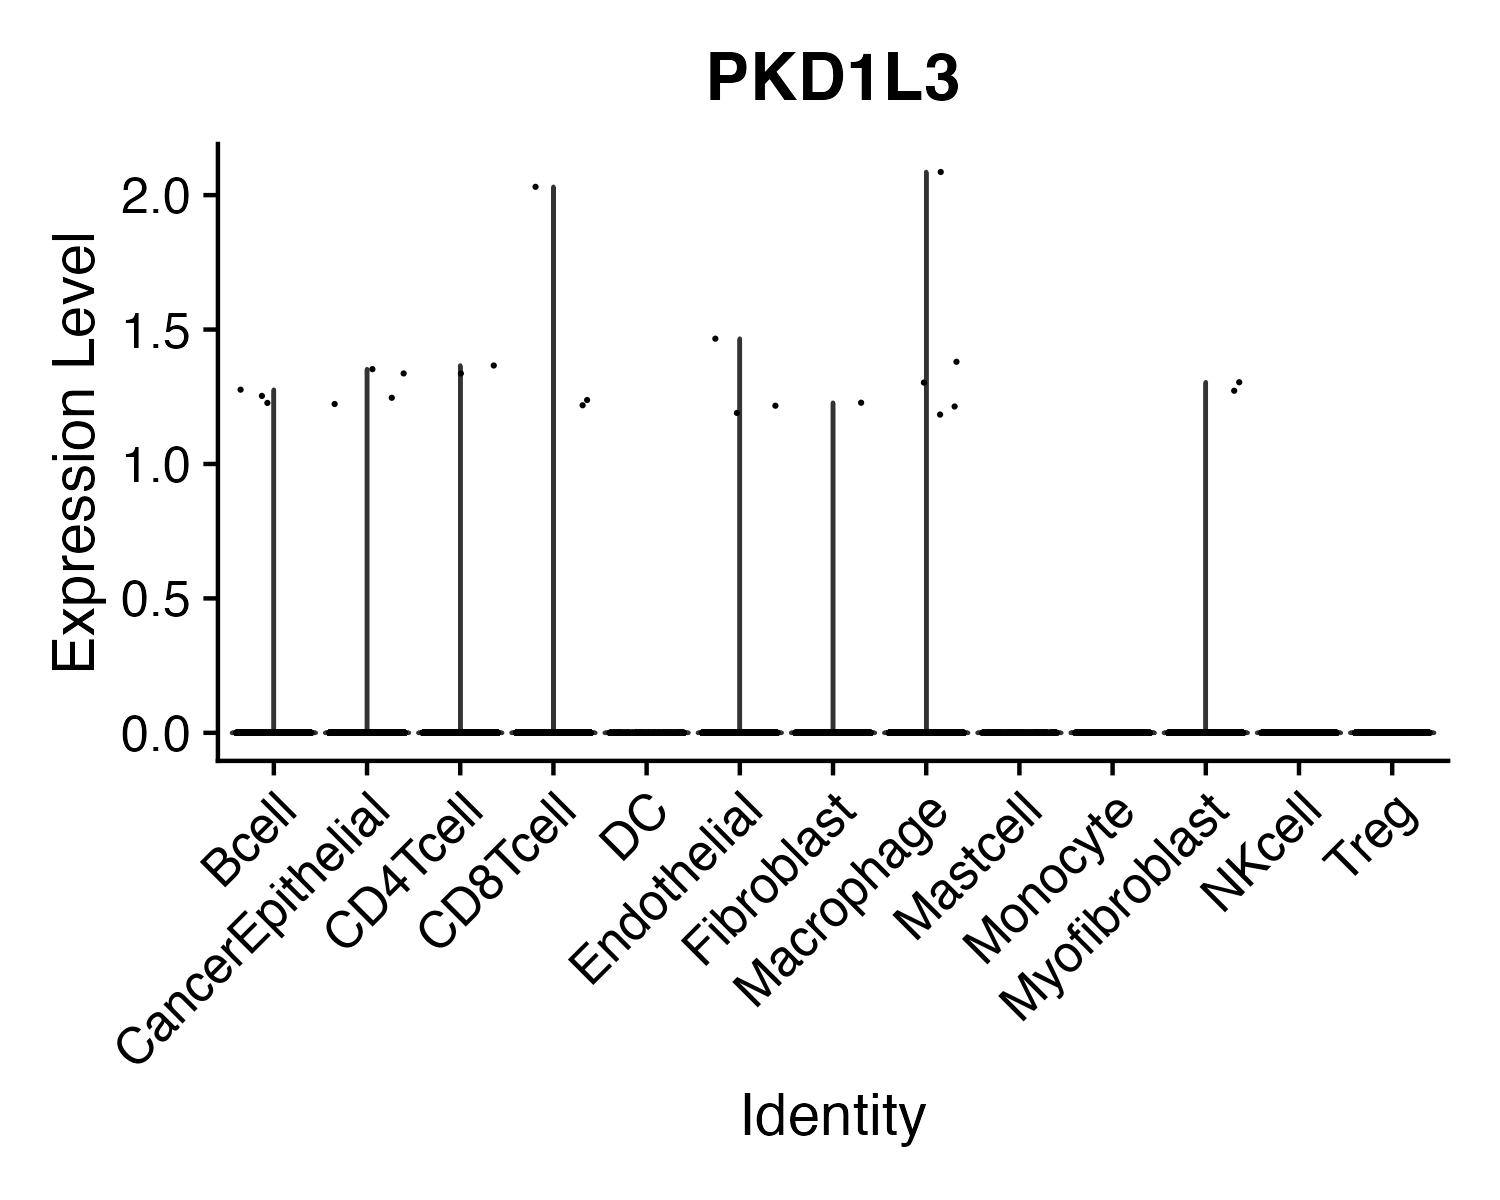 PKD1L3
Expression Level
2.0
1.5
1.0
0.5
0.0
Bcell
CancerEpithelial
CD4Tcell
CD8Tcell
DC
Endothelial
Fibroblast
Macrophage
Mastcell
Monocyte
Myofibroblast
NKcell
Treg
Identity